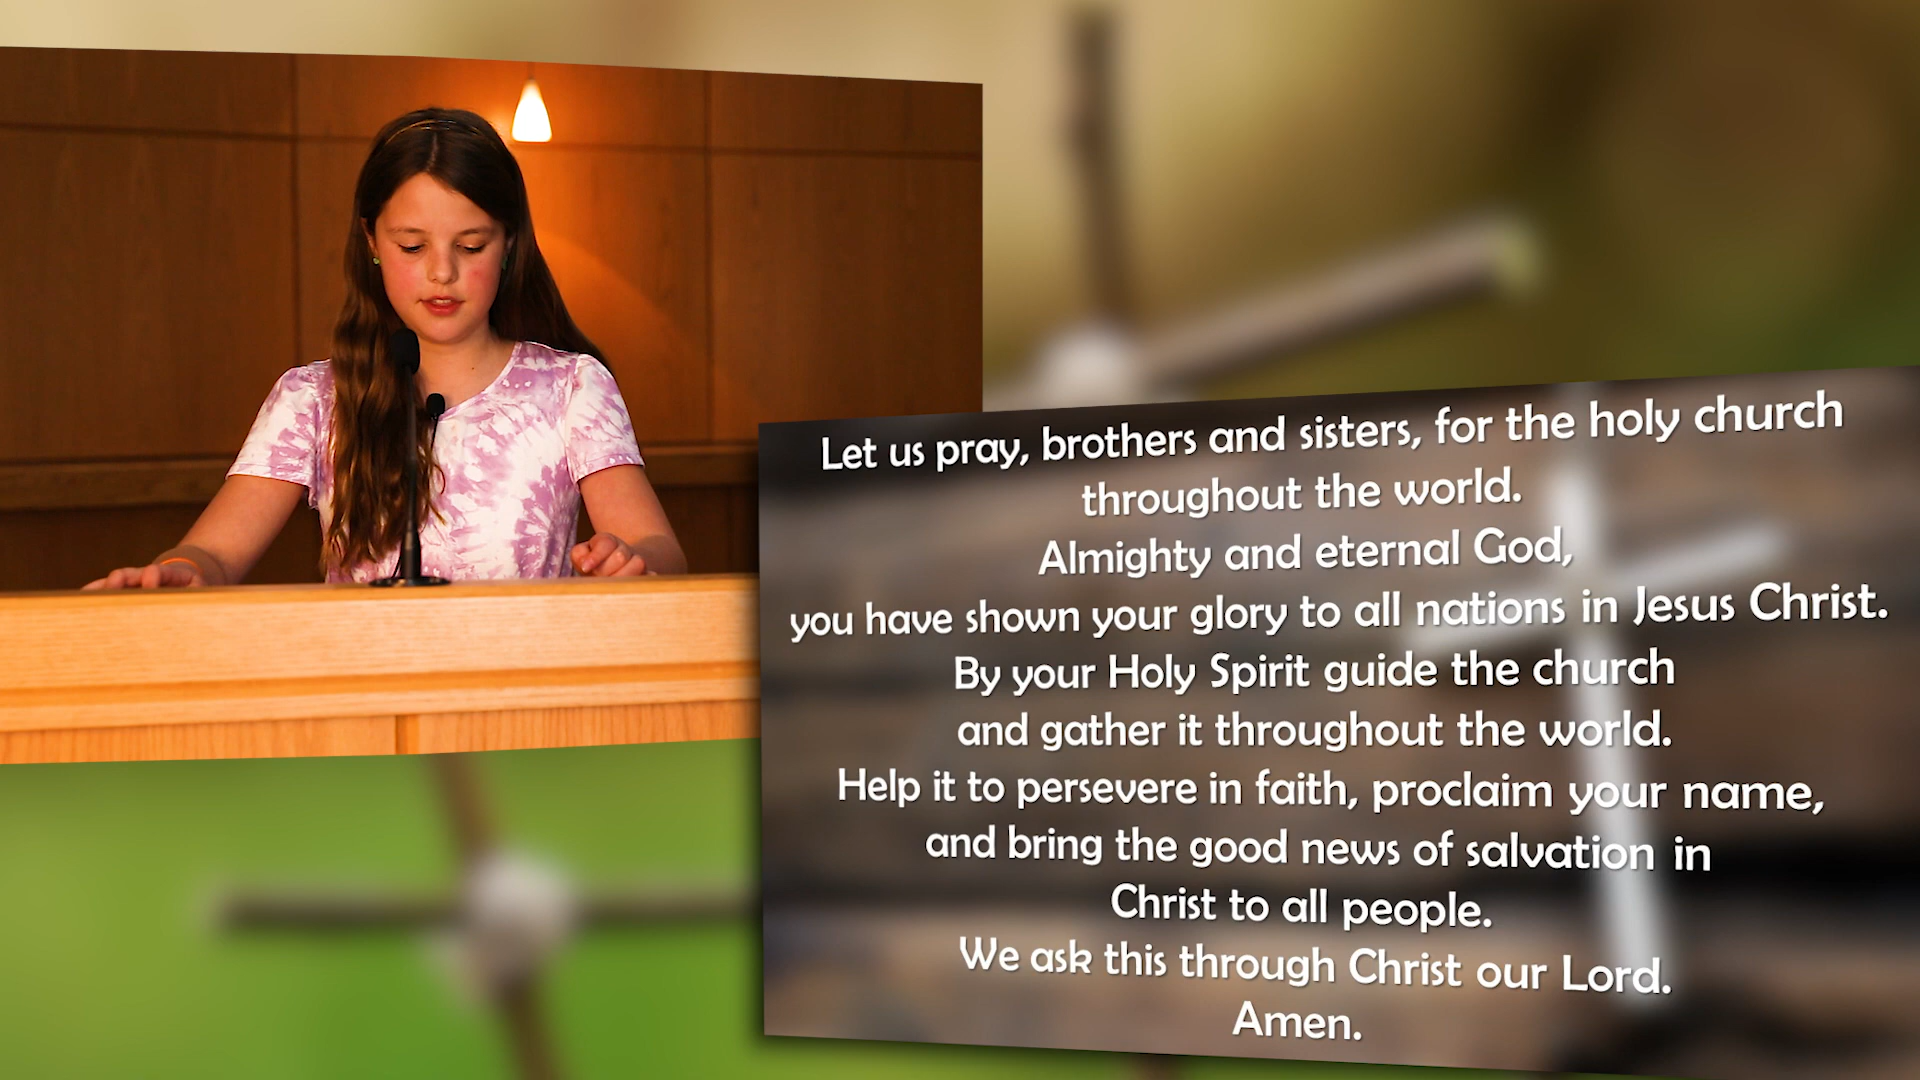 Let us pray, brothers and sisters, for the holy church
throughout the world.
Almighty and eternal God,
you have shown your glory to all nations in Jesus Christ.
By your Holy Spirit guide the church
and gather it throughout the world.
Help it to persevere in faith, proclaim your name,
and bring the good news of salvation in
Christ to all people.
We ask this through Christ our Lord.
Amen.